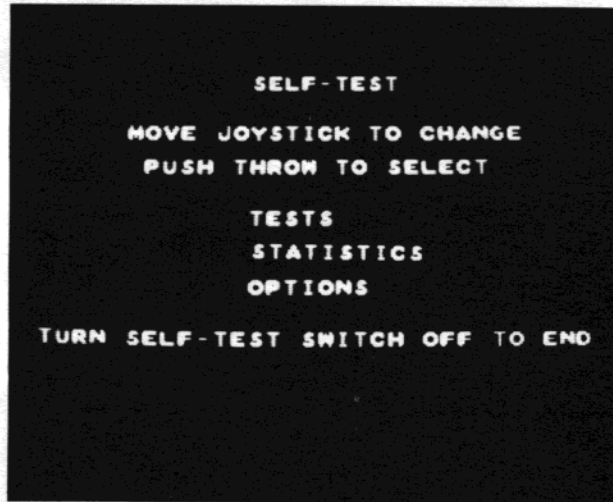 SELF-TEST
MOVE JOYSTICK TO CHANGE
PUSH THROW TO SELECT
TESTS
STATISTICS
OPTIONS
TURN SELF-TEST SWITCH OFF TO END